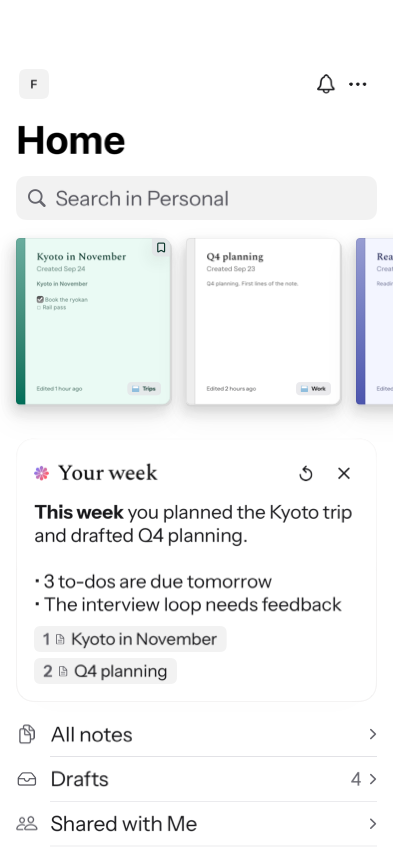 F
Home
Search in Personal
Kyoto in November
Created Sep 24
Kyoto in November
Book the ryokan
Rail pass
Edited 1 hour ago
Trips
Q4 planning
Created Sep 23
Q4 planning. First lines of the note.
Edited 2 hours ago
Work
Your week
This week you planned the Kyoto trip
and drafted Q4 planning.
• 3 to-dos are due tomorrow
• The interview loop needs feedback
1 Kyoto in November
2 Q4 planning
All notes
Drafts 4
Shared with Me